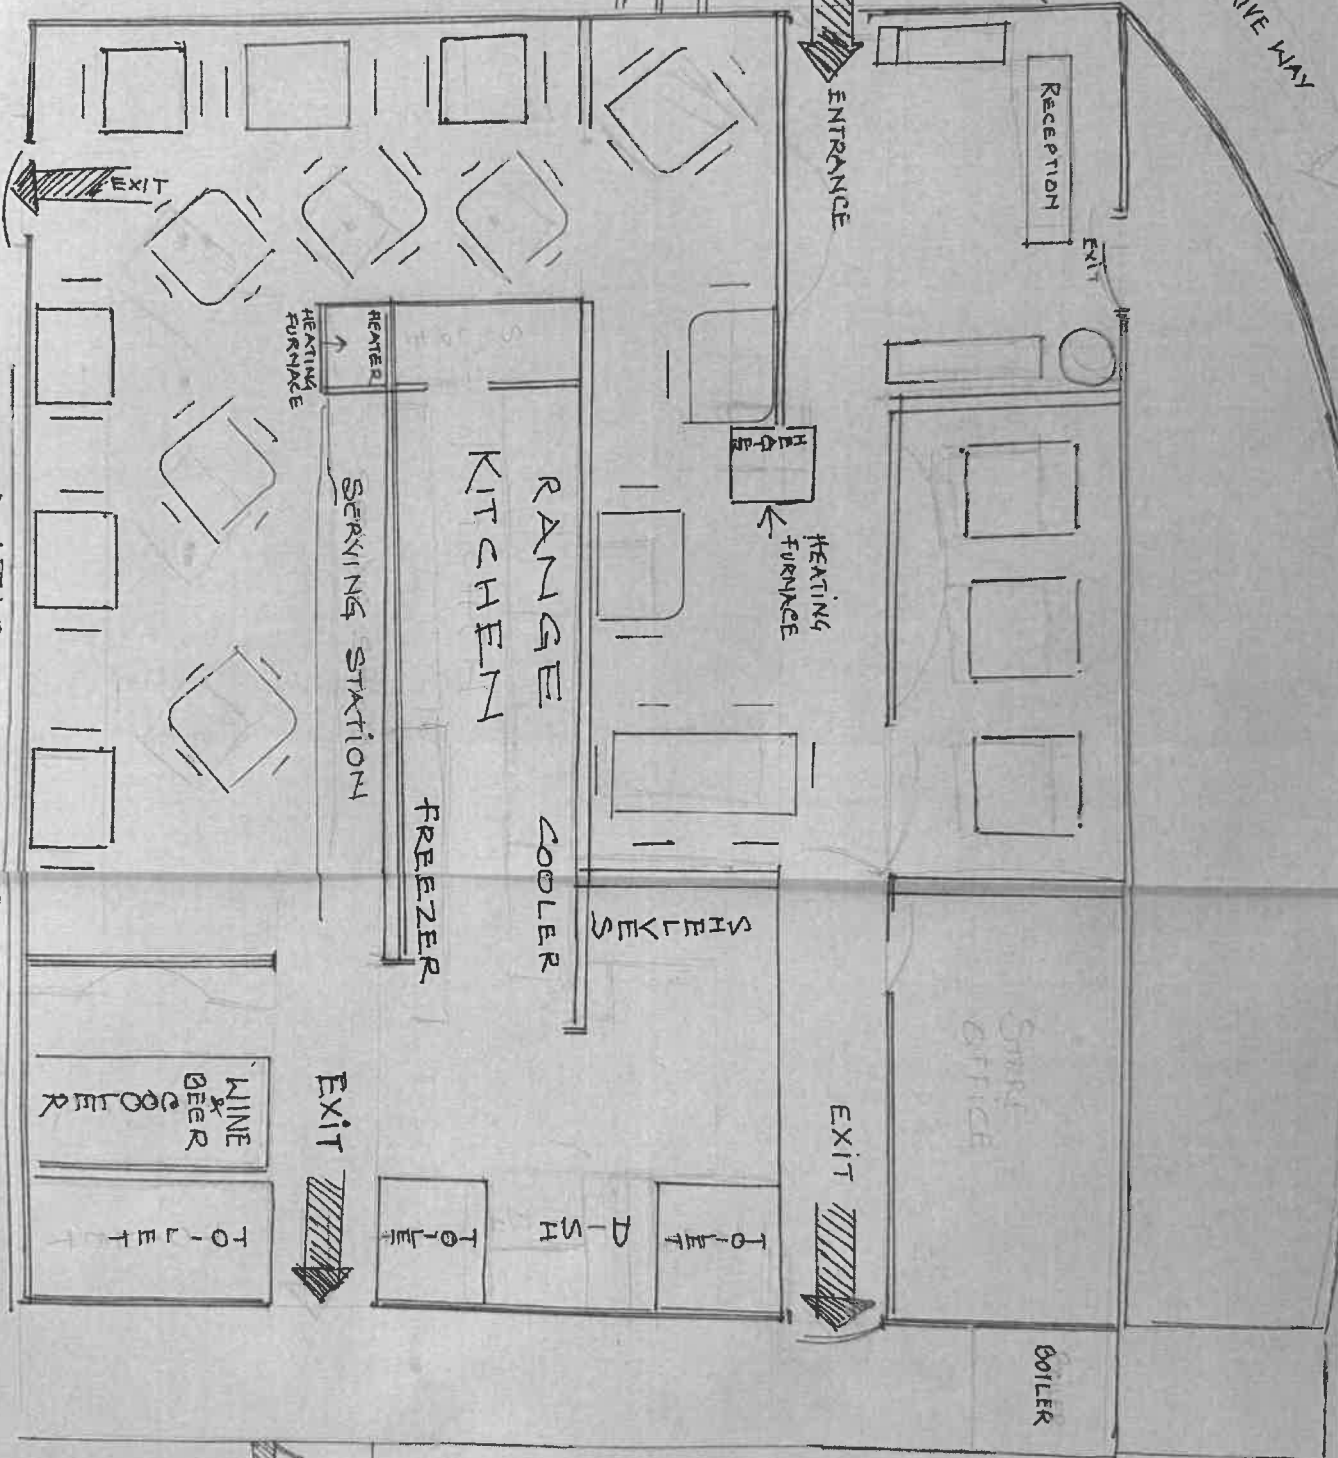 RECEPTION
EXIT
ENTRANCE
EXIT
HEATER
HEATING
FURNACE
HEATING
FURNACE
RANGE
KITCHEN
SERVING STATION
COOLER
FREEZER
SHELVES
OFFICE
WINE
&
BEER
COOLER
EXIT
EXIT
TOILET
TOILET
DISH
TOILET
BOILER